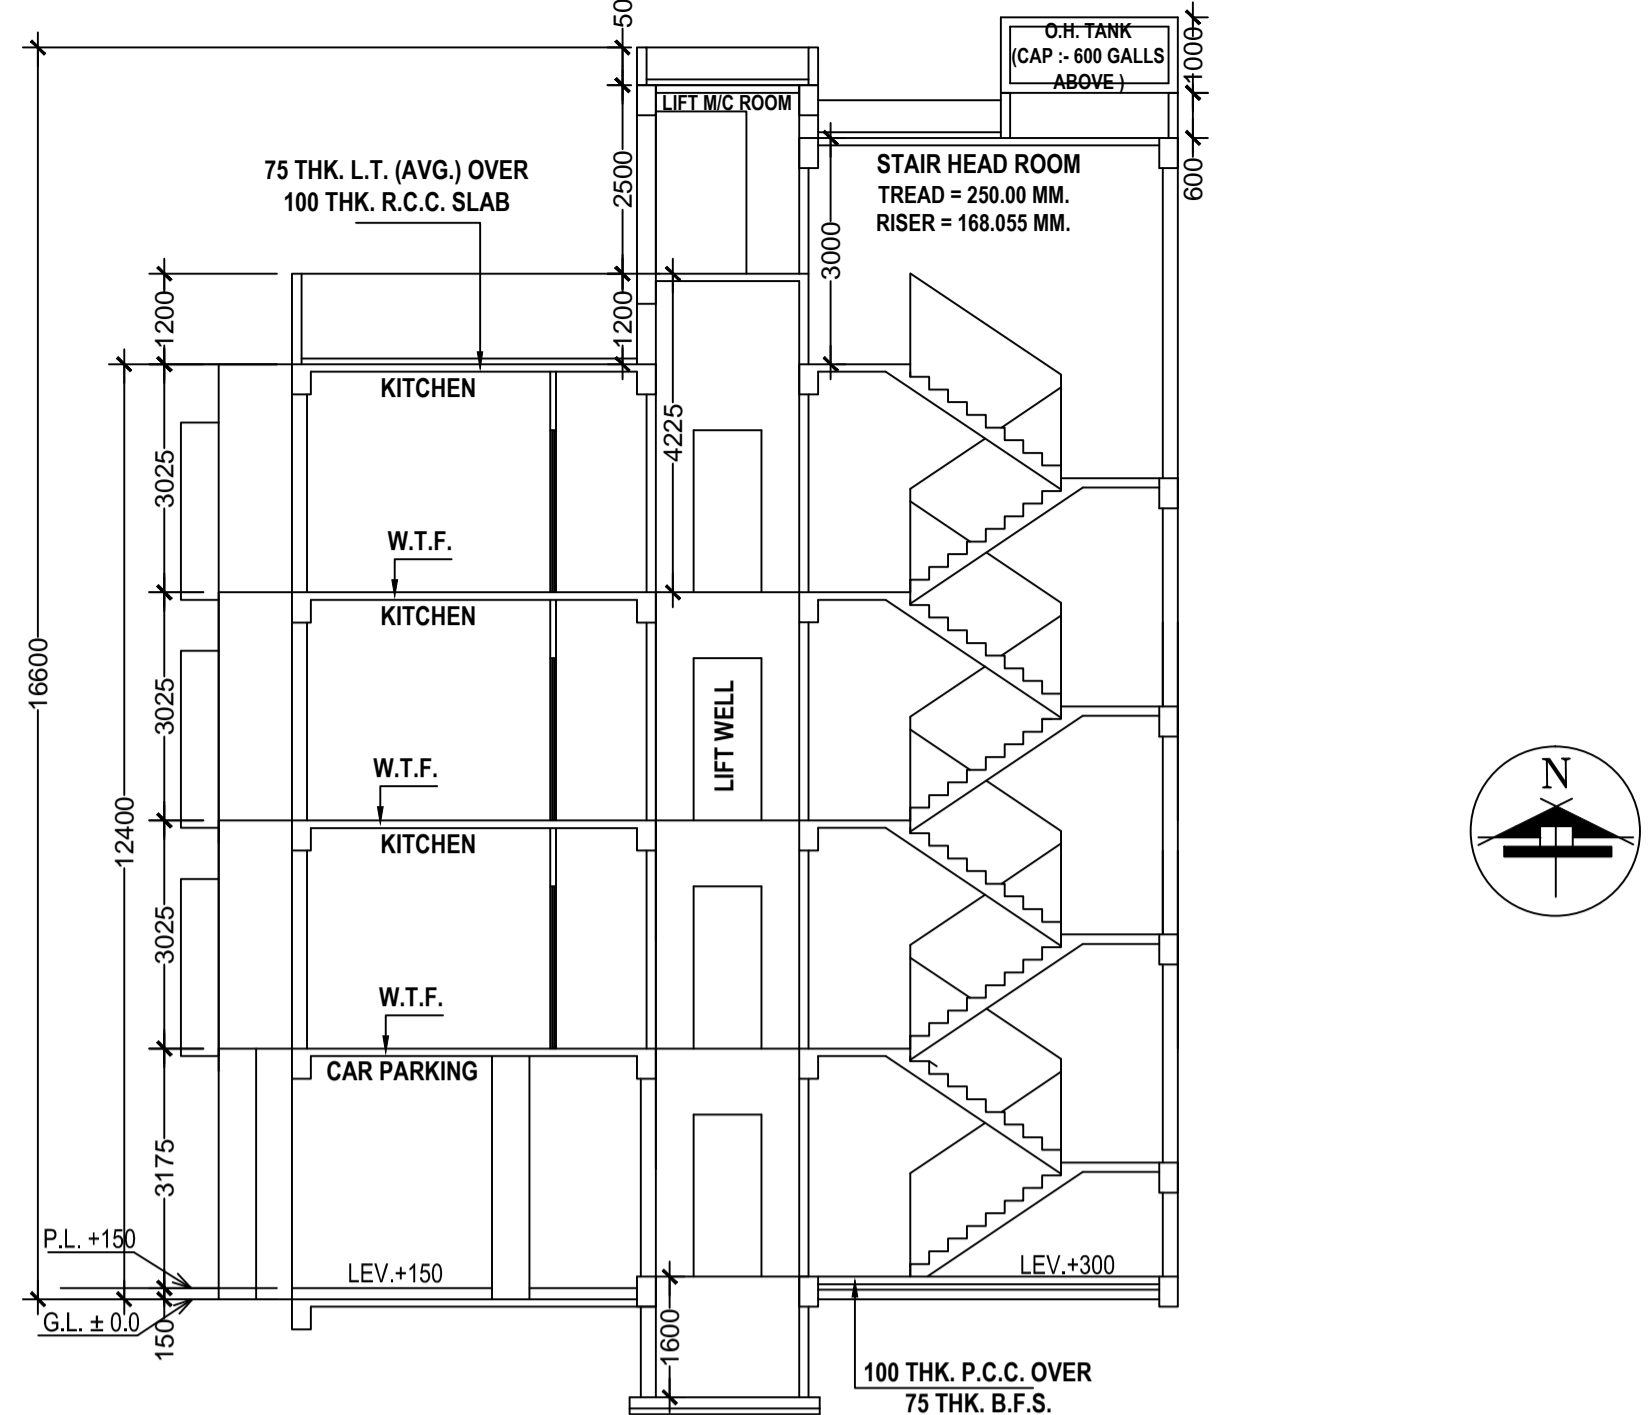 50
O.H. TANK
(CAP :- 600 GALLS
ABOVE )
1000
LIFT M/C ROOM
75 THK. L.T. (AVG.) OVER
100 THK. R.C.C. SLAB
2500
STAIR HEAD ROOM
TREAD = 250.00 MM.
RISER = 168.055 MM.
600
3000
1200
1200
KITCHEN
4225
3025
W.T.F.
KITCHEN
16600
3025
LIFT WELL
W.T.F.
N
12400
KITCHEN
3025
W.T.F.
CAR PARKING
3175
P.L. +150
LEV.+150
LEV.+300
G.L. ± 0.0
150
1600
100 THK. P.C.C. OVER
75 THK. B.F.S.